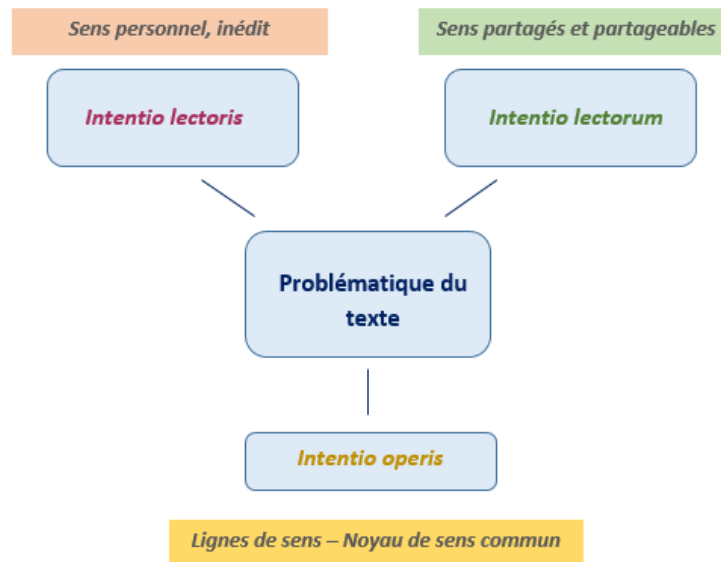 Sens personnel, inédit
Sens partagés et partageables
Intentio lectoris
Intentio lectorum
Problématique du
texte
Intentio operis
Lignes de sens – Noyau de sens commun